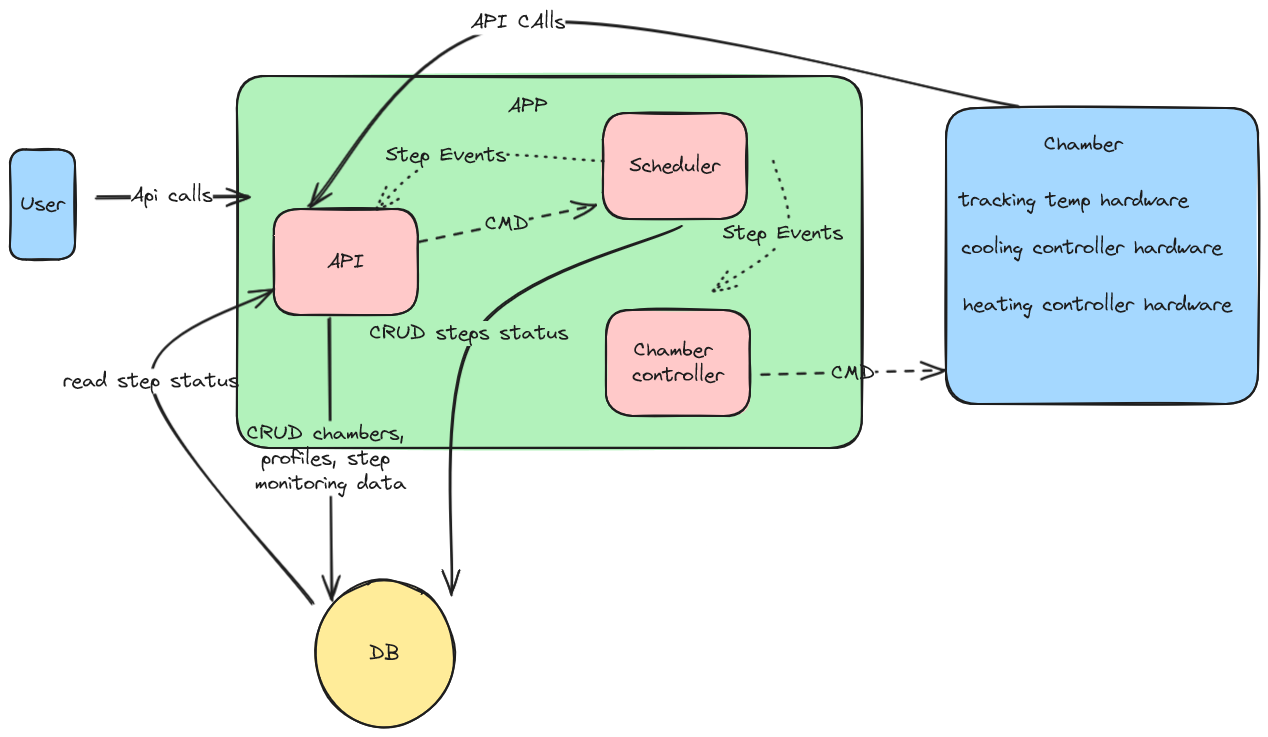 API CAlls
APP
Chamber
Step Events
Scheduler
User
Api calls
tracking temp hardware
CMD
Step Events
cooling controller hardware
API
heating controller hardware
CRUD steps status
Chamber
controller
CMD
read step status
CRUD chambers,
profiles, step
monitoring data
DB